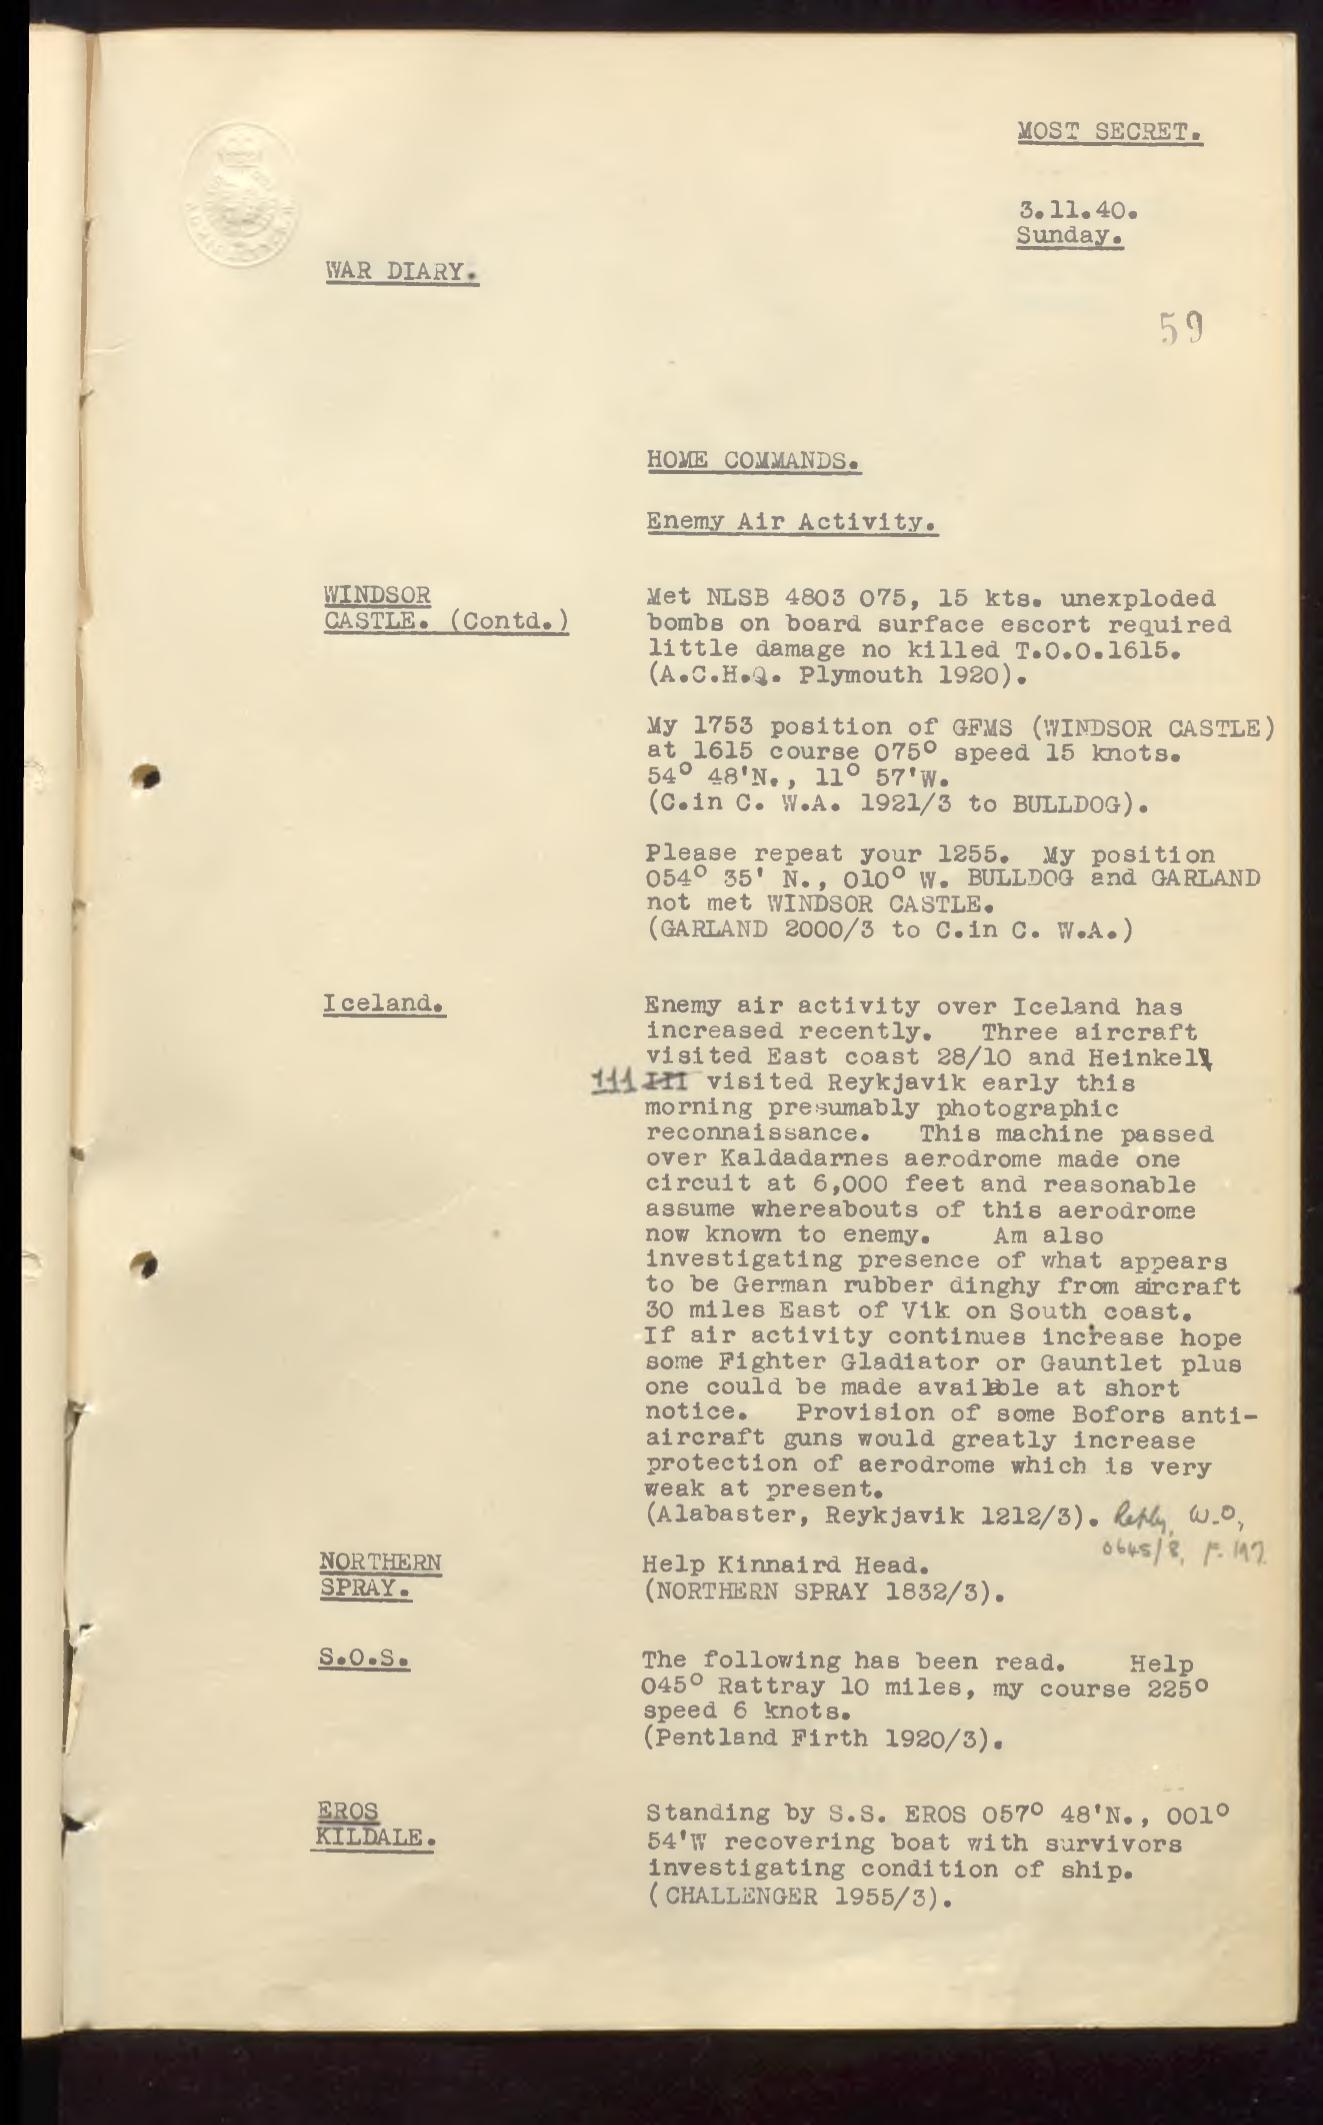 MOST SECRET.
3.11.40.
Sunday.
WAR DIARY.
59
HOME COMMANDS.
Enemy Air Activity.
WINDSOR
CASTLE. (Contd.)
Met NLSB 4803 075, 15 kts. unexploded
bombs on board surface escort required
little damage no killed T.O.O.1615.
(A.C.H.Q. Plymouth 1920).
My 1753 position of GFMS (WINDSOR CASTLE)
at 1615 course 075° speed 15 knots.
54° 48'N., 11° 57'W.
(C.in C. W.A. 1921/3 to BULLDOG).
Please repeat your 1255. My position
054° 35' N., 010° W. BULLDOG and GARLAND
not met WINDSOR CASTLE.
(GARLAND 2000/3 to C.in C. W.A.)
Iceland.
Enemy air activity over Iceland has
increased recently. Three aircraft
visited East coast 28/10 and Heinkel
111 III visited Reykjavik early this
morning presumably photographic
reconnaissance. This machine passed
over Kaldadarnes aerodrome made one
circuit at 6,000 feet and reasonable
assume whereabouts of this aerodrome
now known to enemy. Am also
investigating presence of what appears
to be German rubber dinghy from aircraft
30 miles East of Vik on South coast.
If air activity continues increase hope
some Fighter Gladiator or Gauntlet plus
one could be made available at short
notice. Provision of some Bofors anti-
aircraft guns would greatly increase
protection of aerodrome which is very
weak at present.
(Alabaster, Reykjavik 1212/3). Reply, W.O,
0645/8, p. 197
NORTHERN
SPRAY.
Help Kinnaird Head.
(NORTHERN SPRAY 1832/3).
S.O.S.
The following has been read. Help
045° Rattray 10 miles, my course 225°
speed 6 knots.
(Pentland Firth 1920/3).
EROS
KILDALE.
Standing by S.S. EROS 057° 48'N., 001°
54'W recovering boat with survivors
investigating condition of ship.
(CHALLENGER 1955/3).